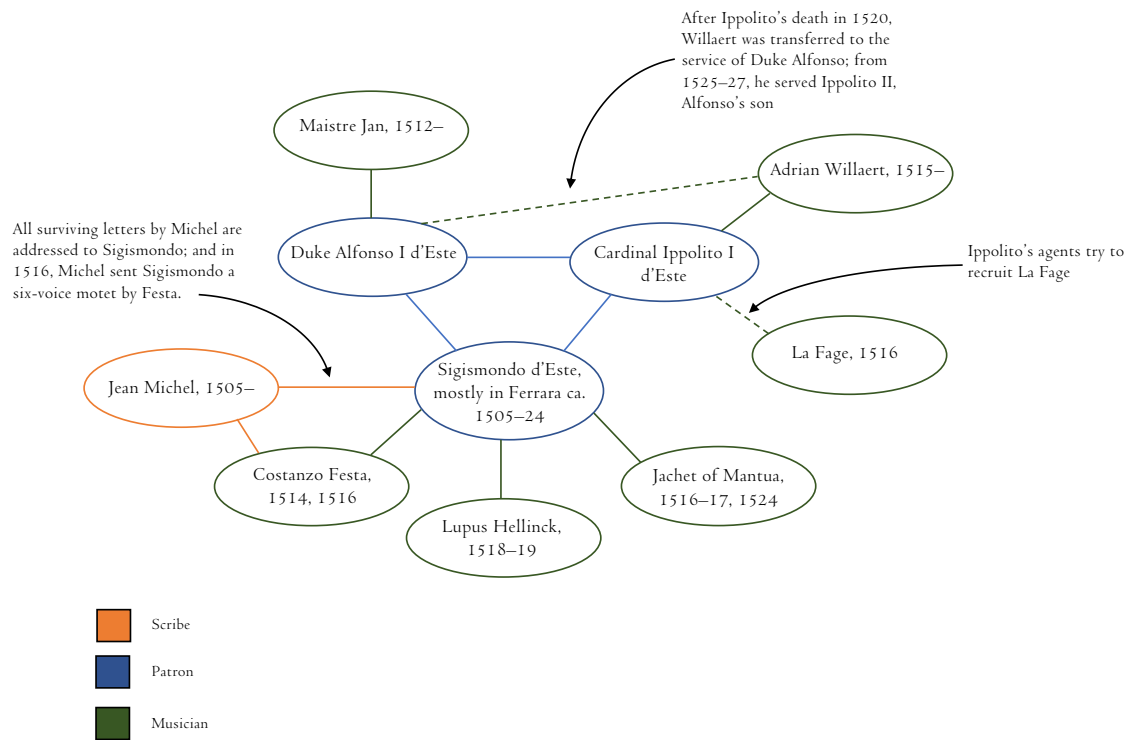 After Ippolito's death in 1520,
Willaert was transferred to the
service of Duke Alfonso; from
1525–27, he served Ippolito II,
Alfonso's son
Maistre Jan, 1512–
Adrian Willaert, 1515–
All surviving letters by Michel are
addressed to Sigismondo; and in
1516, Michel sent Sigismondo a
six-voice motet by Festa.
Duke Alfonso I d'Este
Cardinal Ippolito I
d'Este
Ippolito's agents try to
recruit La Fage
La Fage, 1516
Jean Michel, 1505–
Sigismondo d'Este,
mostly in Ferrara ca.
1505–24
Costanzo Festa,
1514, 1516
Jachet of Mantua,
1516–17, 1524
Lupus Hellinck,
1518–19
Scribe
Patron
Musician